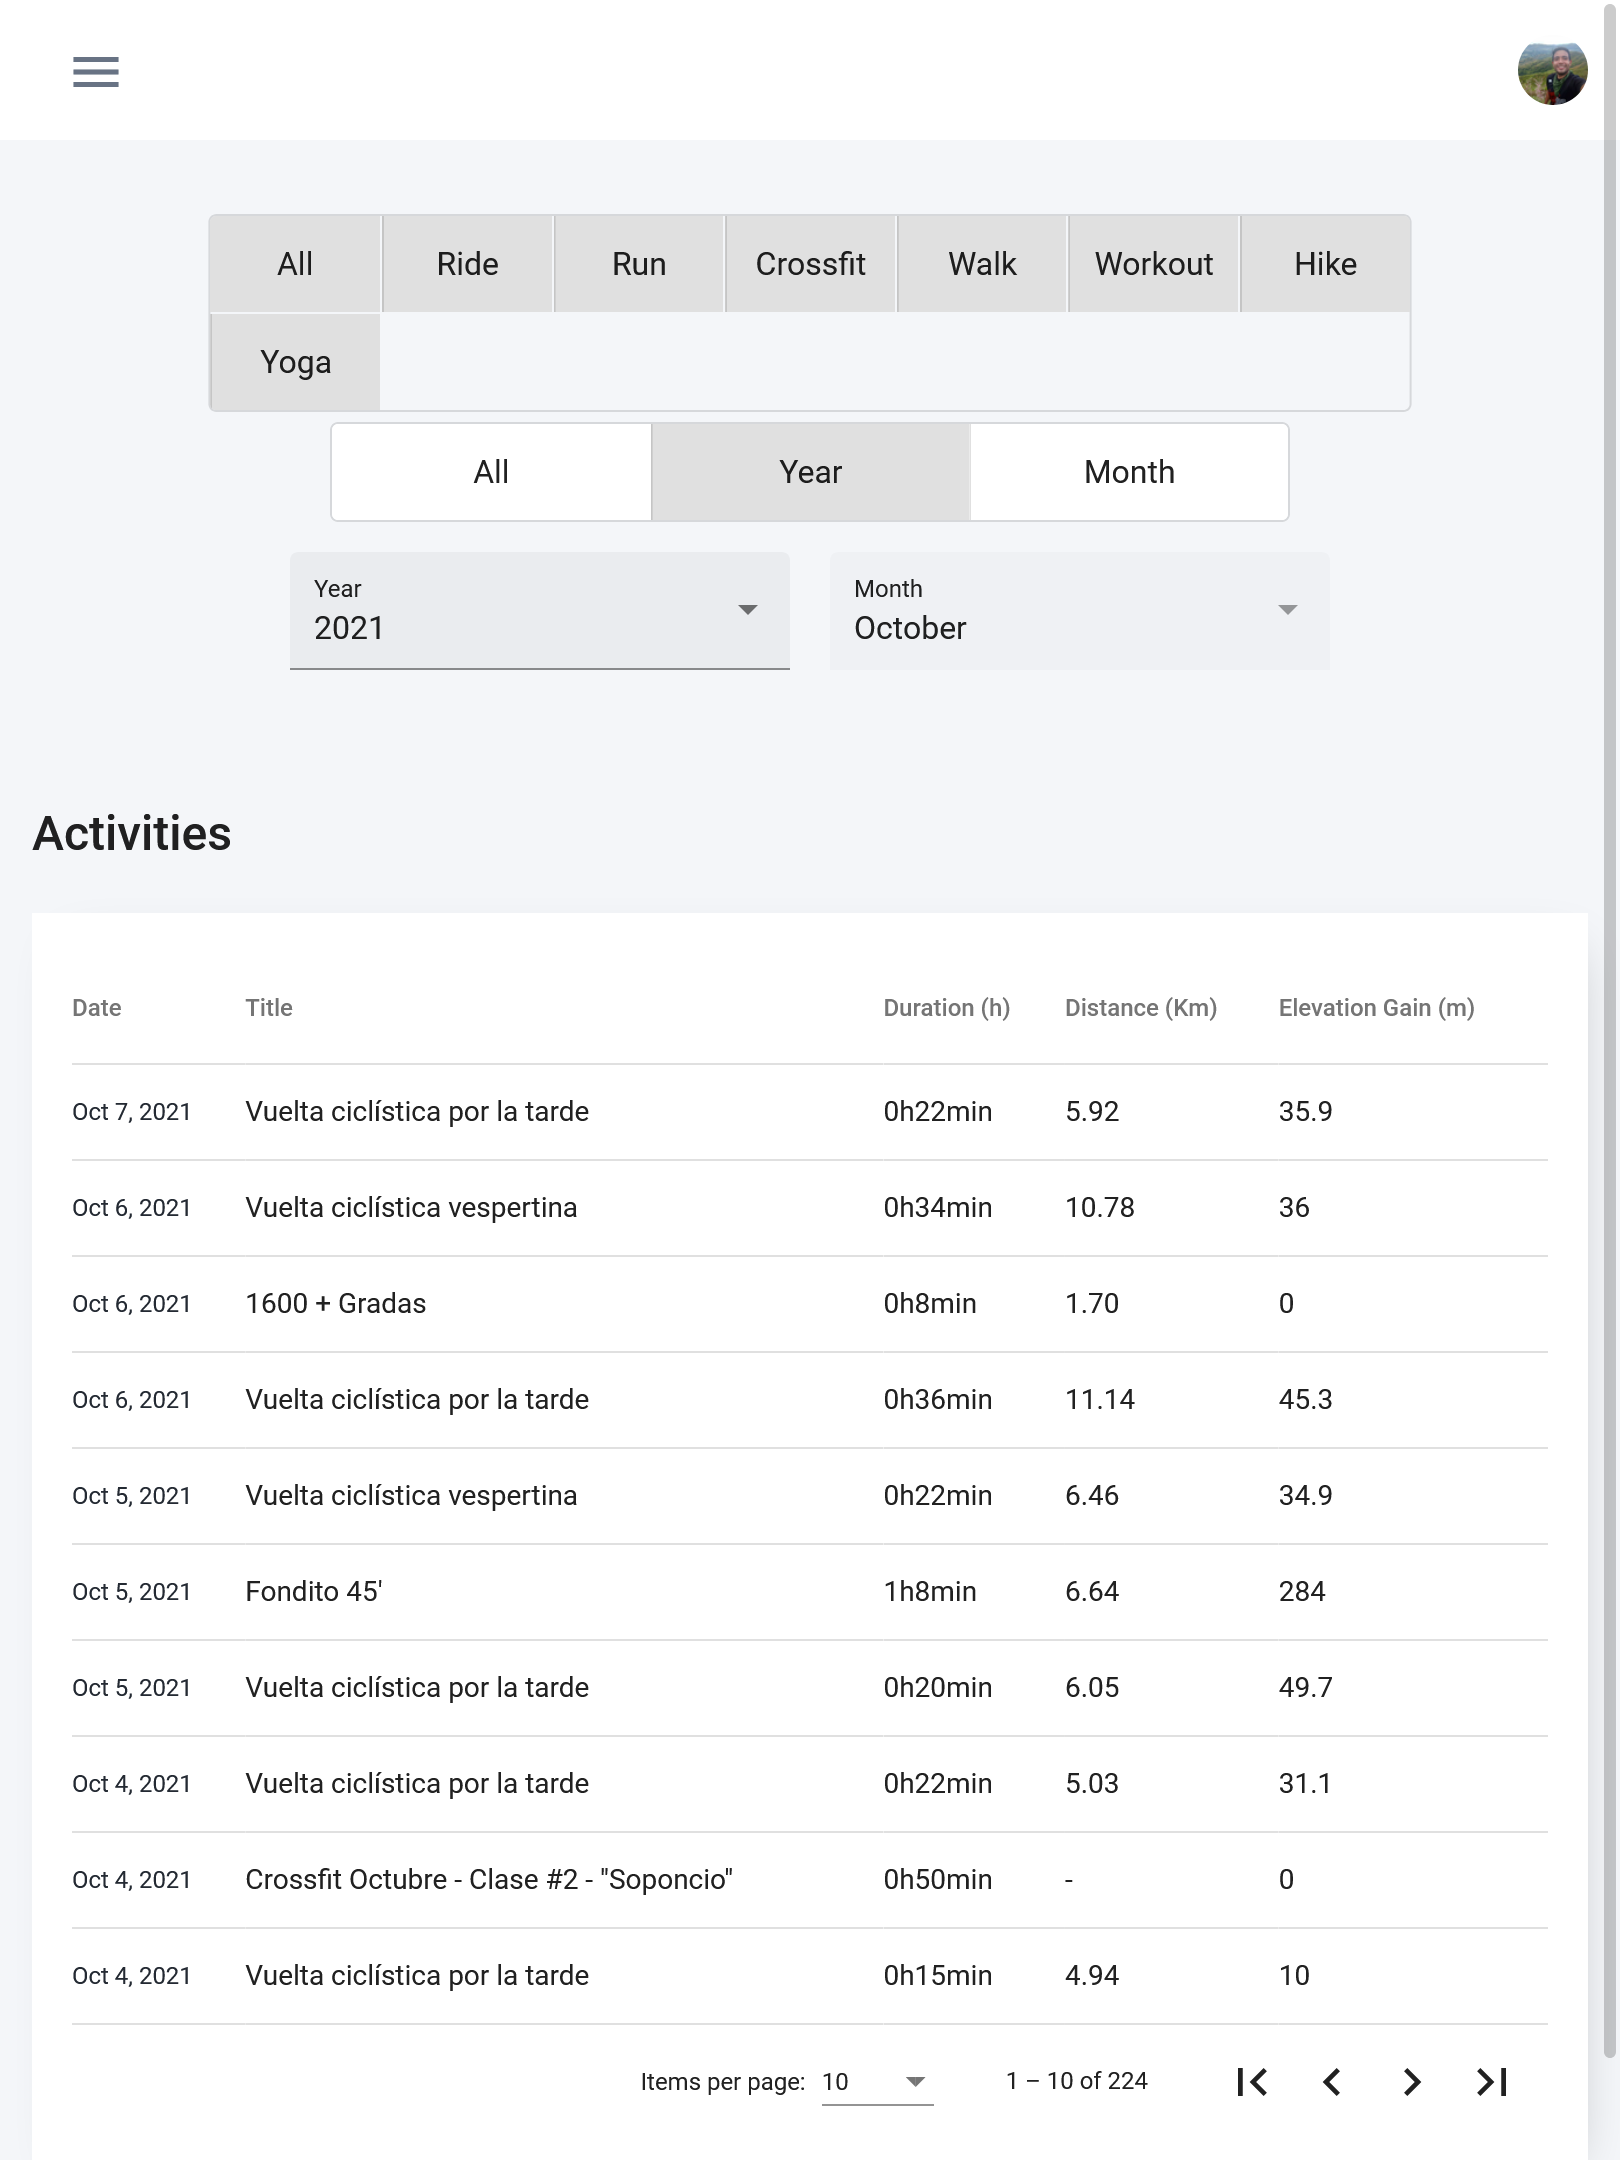 All Ride Run Crossfit Walk Workout Hike
Yoga
All Year Month
Year Month
2021 October
Activities
Date Title Duration (h) Distance (Km) Elevation Gain (m)
Oct 7, 2021 Vuelta ciclística por la tarde 0h22min 5.92 35.9
Oct 6, 2021 Vuelta ciclística vespertina 0h34min 10.78 36
Oct 6, 2021 1600 + Gradas 0h8min 1.70 0
Oct 6, 2021 Vuelta ciclística por la tarde 0h36min 11.14 45.3
Oct 5, 2021 Vuelta ciclística vespertina 0h22min 6.46 34.9
Oct 5, 2021 Fondito 45' 1h8min 6.64 284
Oct 5, 2021 Vuelta ciclística por la tarde 0h20min 6.05 49.7
Oct 4, 2021 Vuelta ciclística por la tarde 0h22min 5.03 31.1
Oct 4, 2021 Crossfit Octubre - Clase #2 - "Soponcio" 0h50min - 0
Oct 4, 2021 Vuelta ciclística por la tarde 0h15min 4.94 10
Items per page: 10 1 – 10 of 224